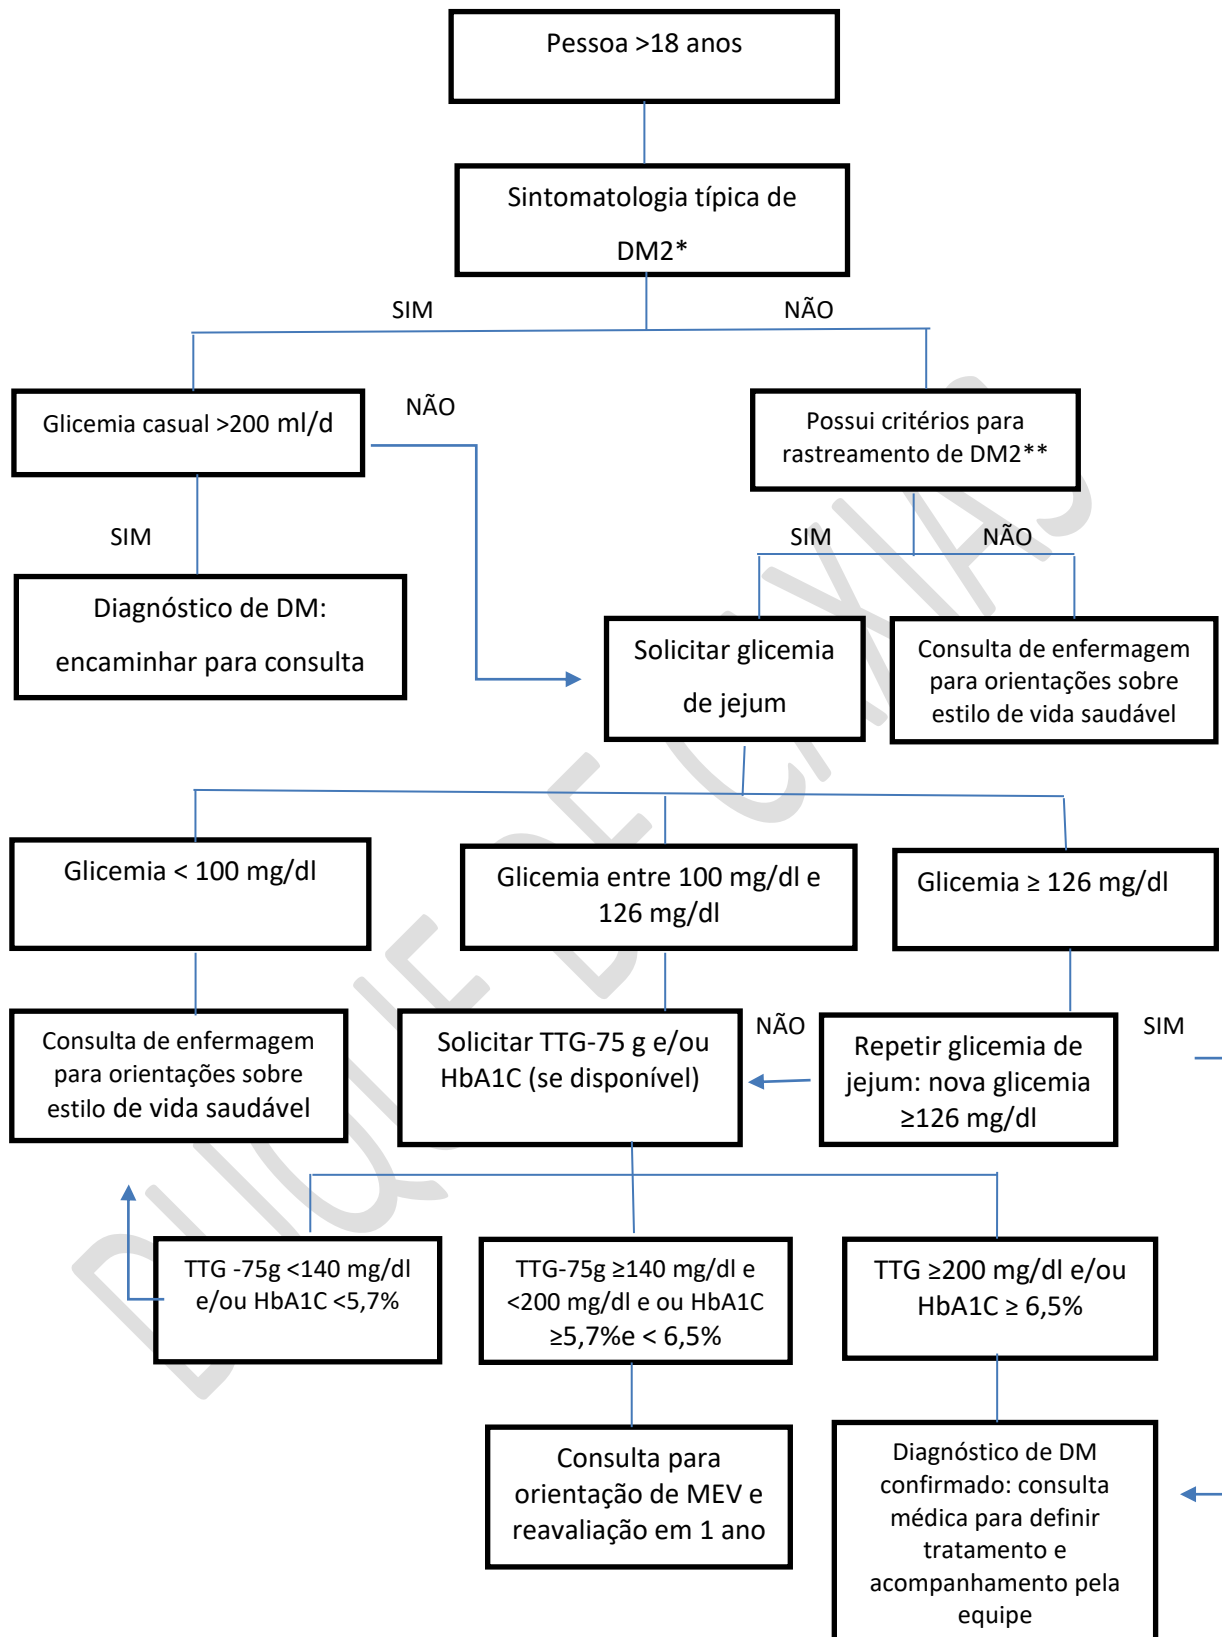 Pessoa >18 anos
Sintomatologia típica de
DM2*
SIM
NÃO
Glicemia casual >200 ml/d
NÃO
Possui critérios para
rastreamento de DM2**
SIM
SIM
NÃO
Diagnóstico de DM:
encaminhar para consulta
Solicitar glicemia
de jejum
Consulta de enfermagem
para orientações sobre
estilo de vida saudável
Glicemia < 100 mg/dl
Glicemia entre 100 mg/dl e
126 mg/dl
Glicemia ≥ 126 mg/dl
Consulta de enfermagem
para orientações sobre
estilo de vida saudável
Solicitar TTG-75 g e/ou
HbA1C (se disponível)
NÃO
Repetir glicemia de
jejum: nova glicemia
≥126 mg/dl
SIM
TTG -75g <140 mg/dl
e/ou HbA1C <5,7%
TTG-75g ≥140 mg/dl e
<200 mg/dl e ou HbA1C
≥5,7%e < 6,5%
TTG ≥200 mg/dl e/ou
HbA1C ≥ 6,5%
Consulta para
orientação de MEV e
reavaliação em 1 ano
Diagnóstico de DM
confirmado: consulta
médica para definir
tratamento e
acompanhamento pela
equipe
DUQUE DE CAXIAS